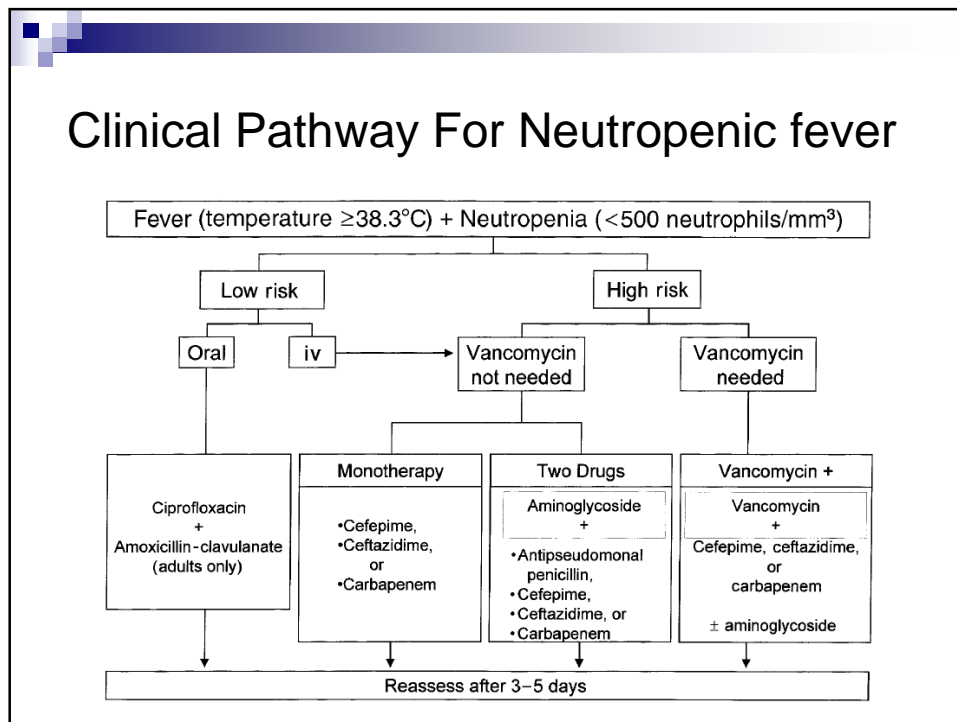 Clinical Pathway For Neutropenic fever
Fever (temperature ≥38.3°C) + Neutropenia (<500 neutrophils/mm³)
Low risk
High risk
Oral
iv
Vancomycin
not needed
Vancomycin
needed
Ciprofloxacin
+
Amoxicillin-clavulanate
(adults only)
Monotherapy
•Cefepime,
•Ceftazidime,
or
•Carbapenem
Two Drugs
Aminoglycoside
+
•Antipseudomonal
penicillin,
•Cefepime,
•Ceftazidime, or
•Carbapenem
Vancomycin +
Vancomycin
+
Cefepime, ceftazidime,
or
carbapenem
± aminoglycoside
Reassess after 3–5 days